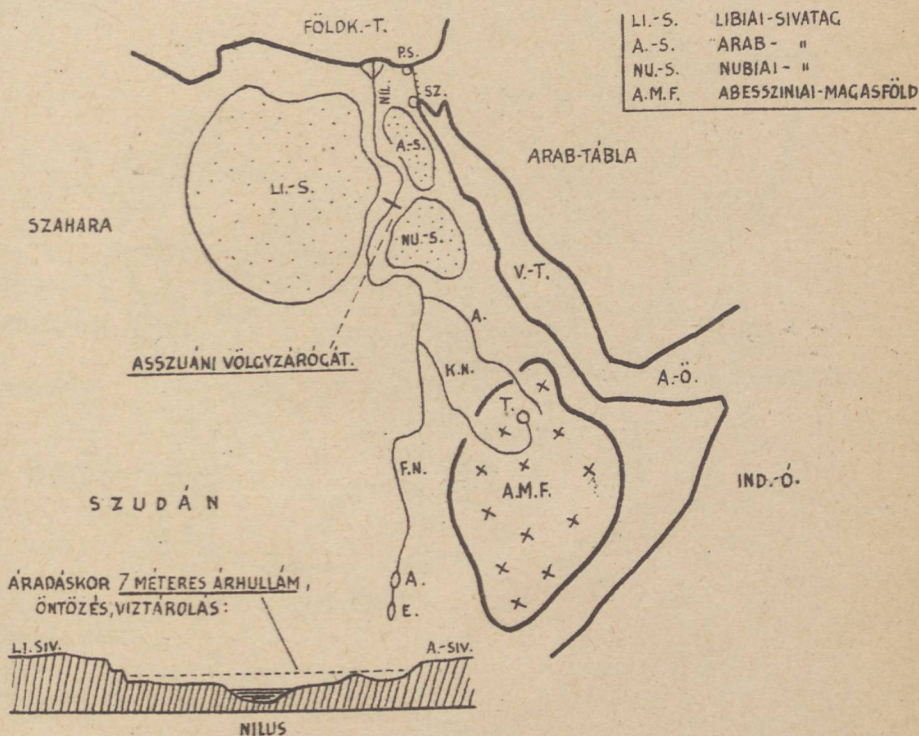 FÖLDK.-T.
LI.-S. LIBIAI-SIVATAG
A.-S. ARAB- "
NU.-S. NUBIAI- "
A.M.F. ABESSZINIAI-MAGASFÖLD
P.S.
NIL.
SZ.
A.-S.
ARAB-TÁBLA
LI.-S.
SZAHARA
NU.-S.
V.-T.
A.
ASSZUÁNI VÖLGYZÁRÓGÁT.
K.N.
A.-Ö.
T.
F.N.
A.M.F.
IND.-Ó.
SZUDÁN
ÁRADÁSKOR 7 MÉTERES ÁRHULLÁM,
ÖNTÖZÉS, VIZTÁROLÁS:
A.
E.
LI. SIV.
A.-SIV.
NILUS